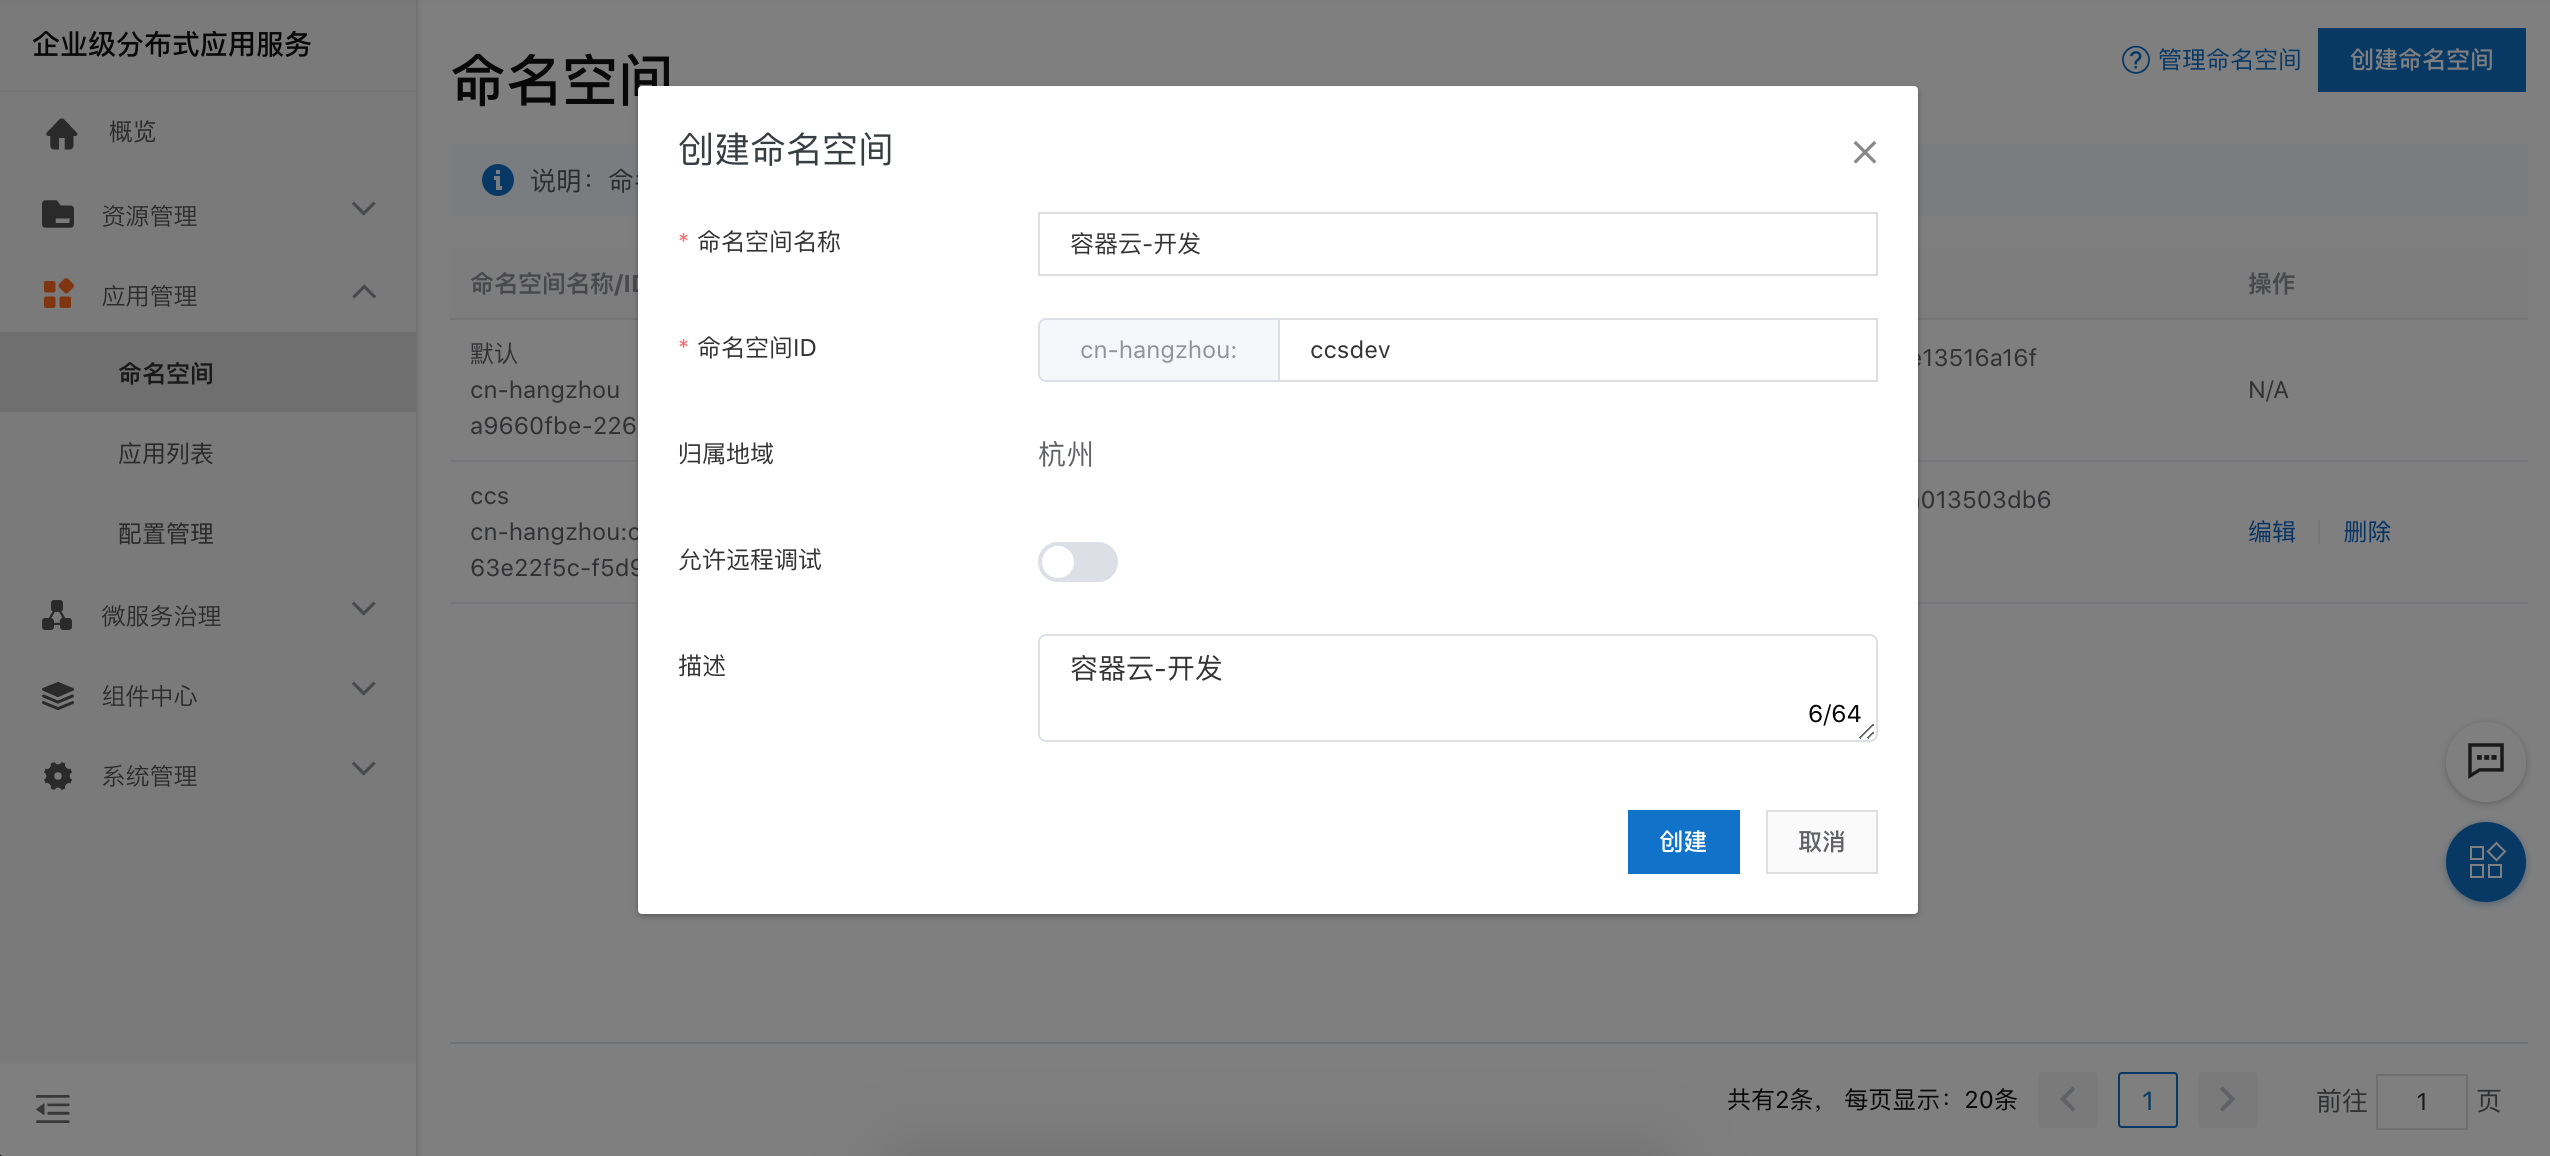 企业级分布式应用服务
概览
资源管理
应用管理
命名空间
应用列表
配置管理
微服务治理
组件中心
系统管理
命名空间
管理命名空间
创建命名空间
说明：命
命名空间名称/ID
操作
默认
cn-hangzhou
a9660fbe-226
e13516a16f
N/A
ccs
cn-hangzhou:c
63e22f5c-f5d9
013503db6
编辑
删除
创建命名空间
* 命名空间名称
容器云-开发
* 命名空间ID
cn-hangzhou:
ccsdev
归属地域
杭州
允许远程调试
描述
容器云-开发
6/64
创建
取消
共有2条， 每页显示：20条
1
前往 1 页